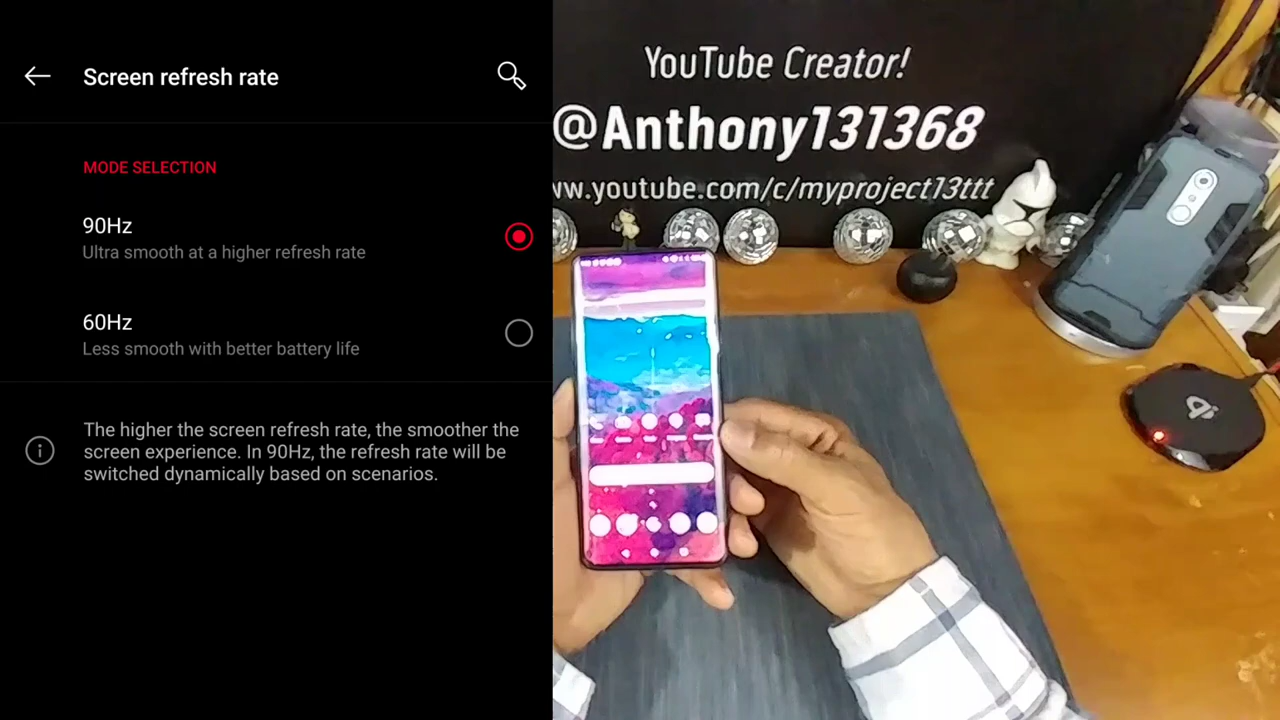 Screen refresh rate
MODE SELECTION
90Hz
Ultra smooth at a higher refresh rate
60Hz
Less smooth with better battery life
The higher the screen refresh rate, the smoother the
screen experience. In 90Hz, the refresh rate will be
switched dynamically based on scenarios.
YouTube Creator!
@Anthony131368
ww.youtube.com/c/myproject13ttt